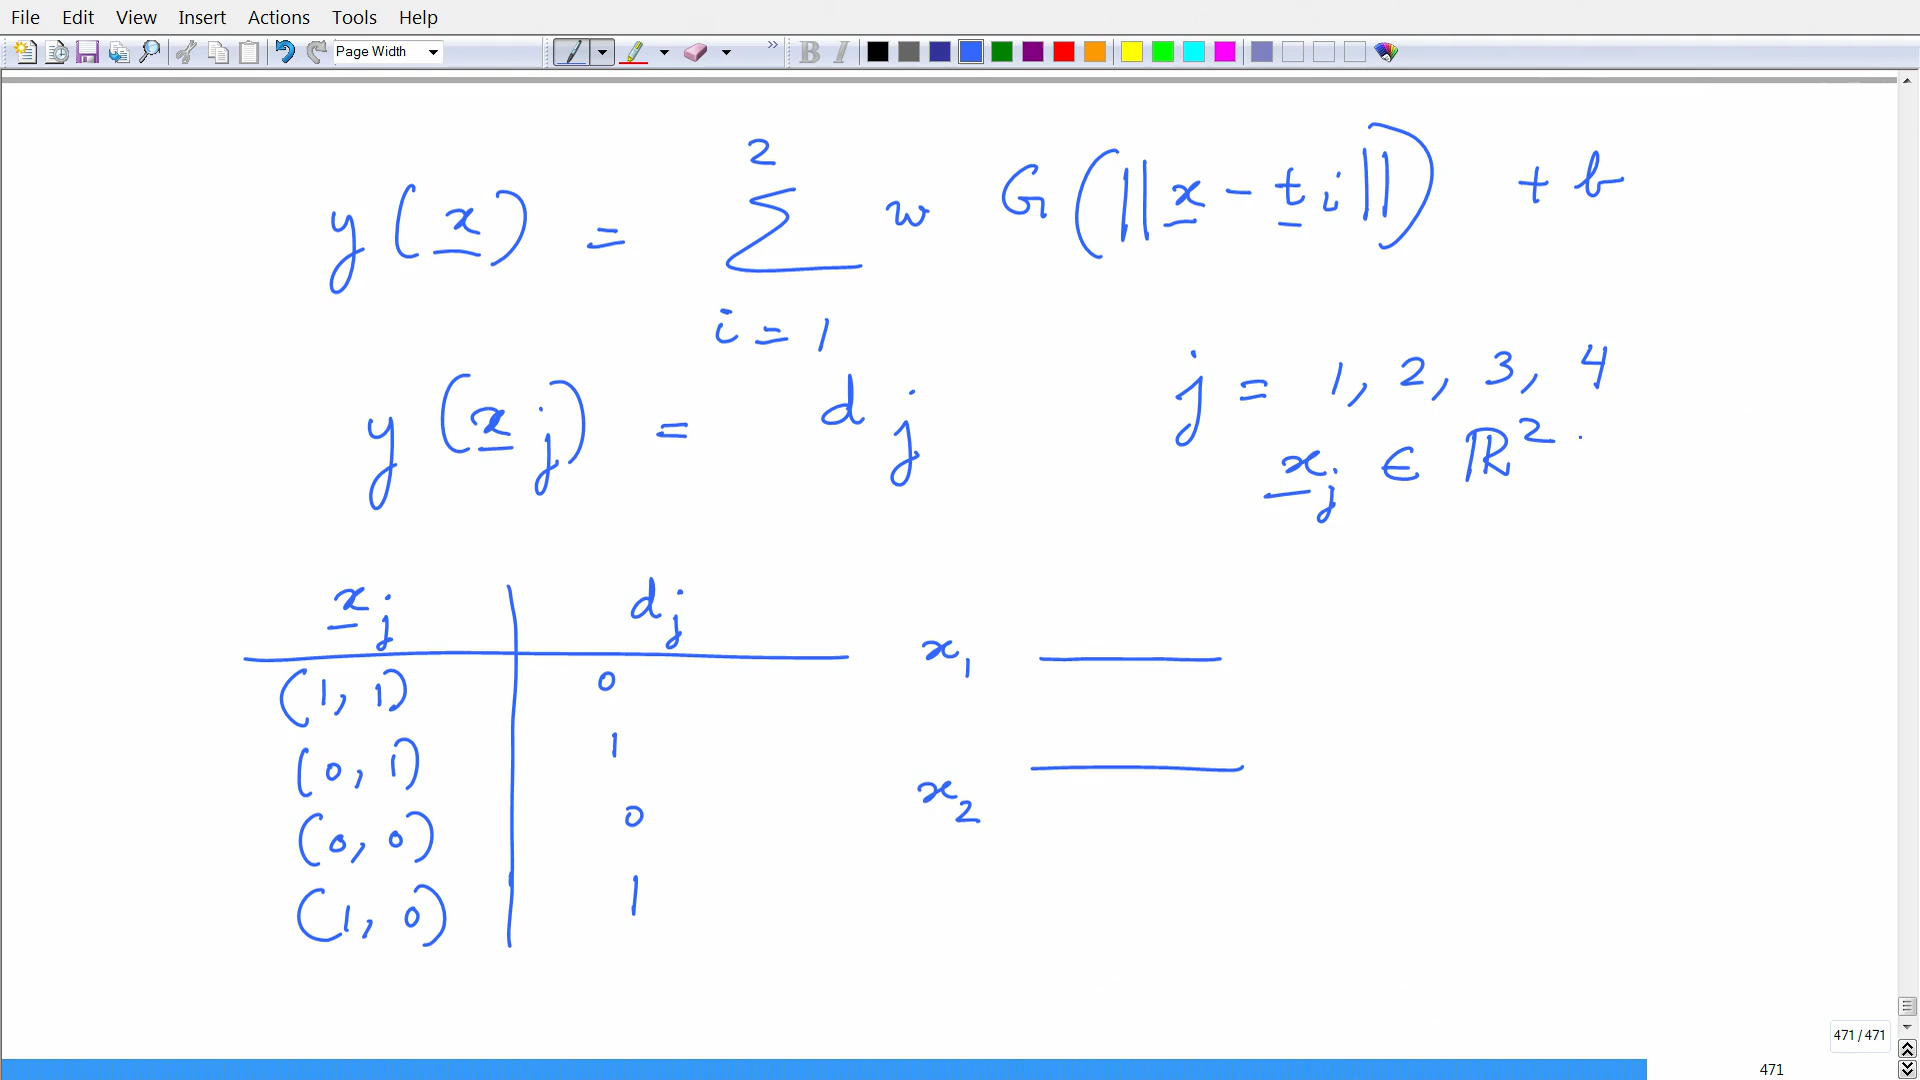 File Edit View Insert Actions Tools Help
Page Width
y(x) = 2 ∑ i = 1 w G(||x - ti||) + b
y(xj) = dj j = 1, 2, 3, 4
xj ∈ ℝ²
xj dj
(1, 1) 0
(0, 1) 1
(0, 0) 0
(1, 0) 1
x1
x2
471 / 471
471